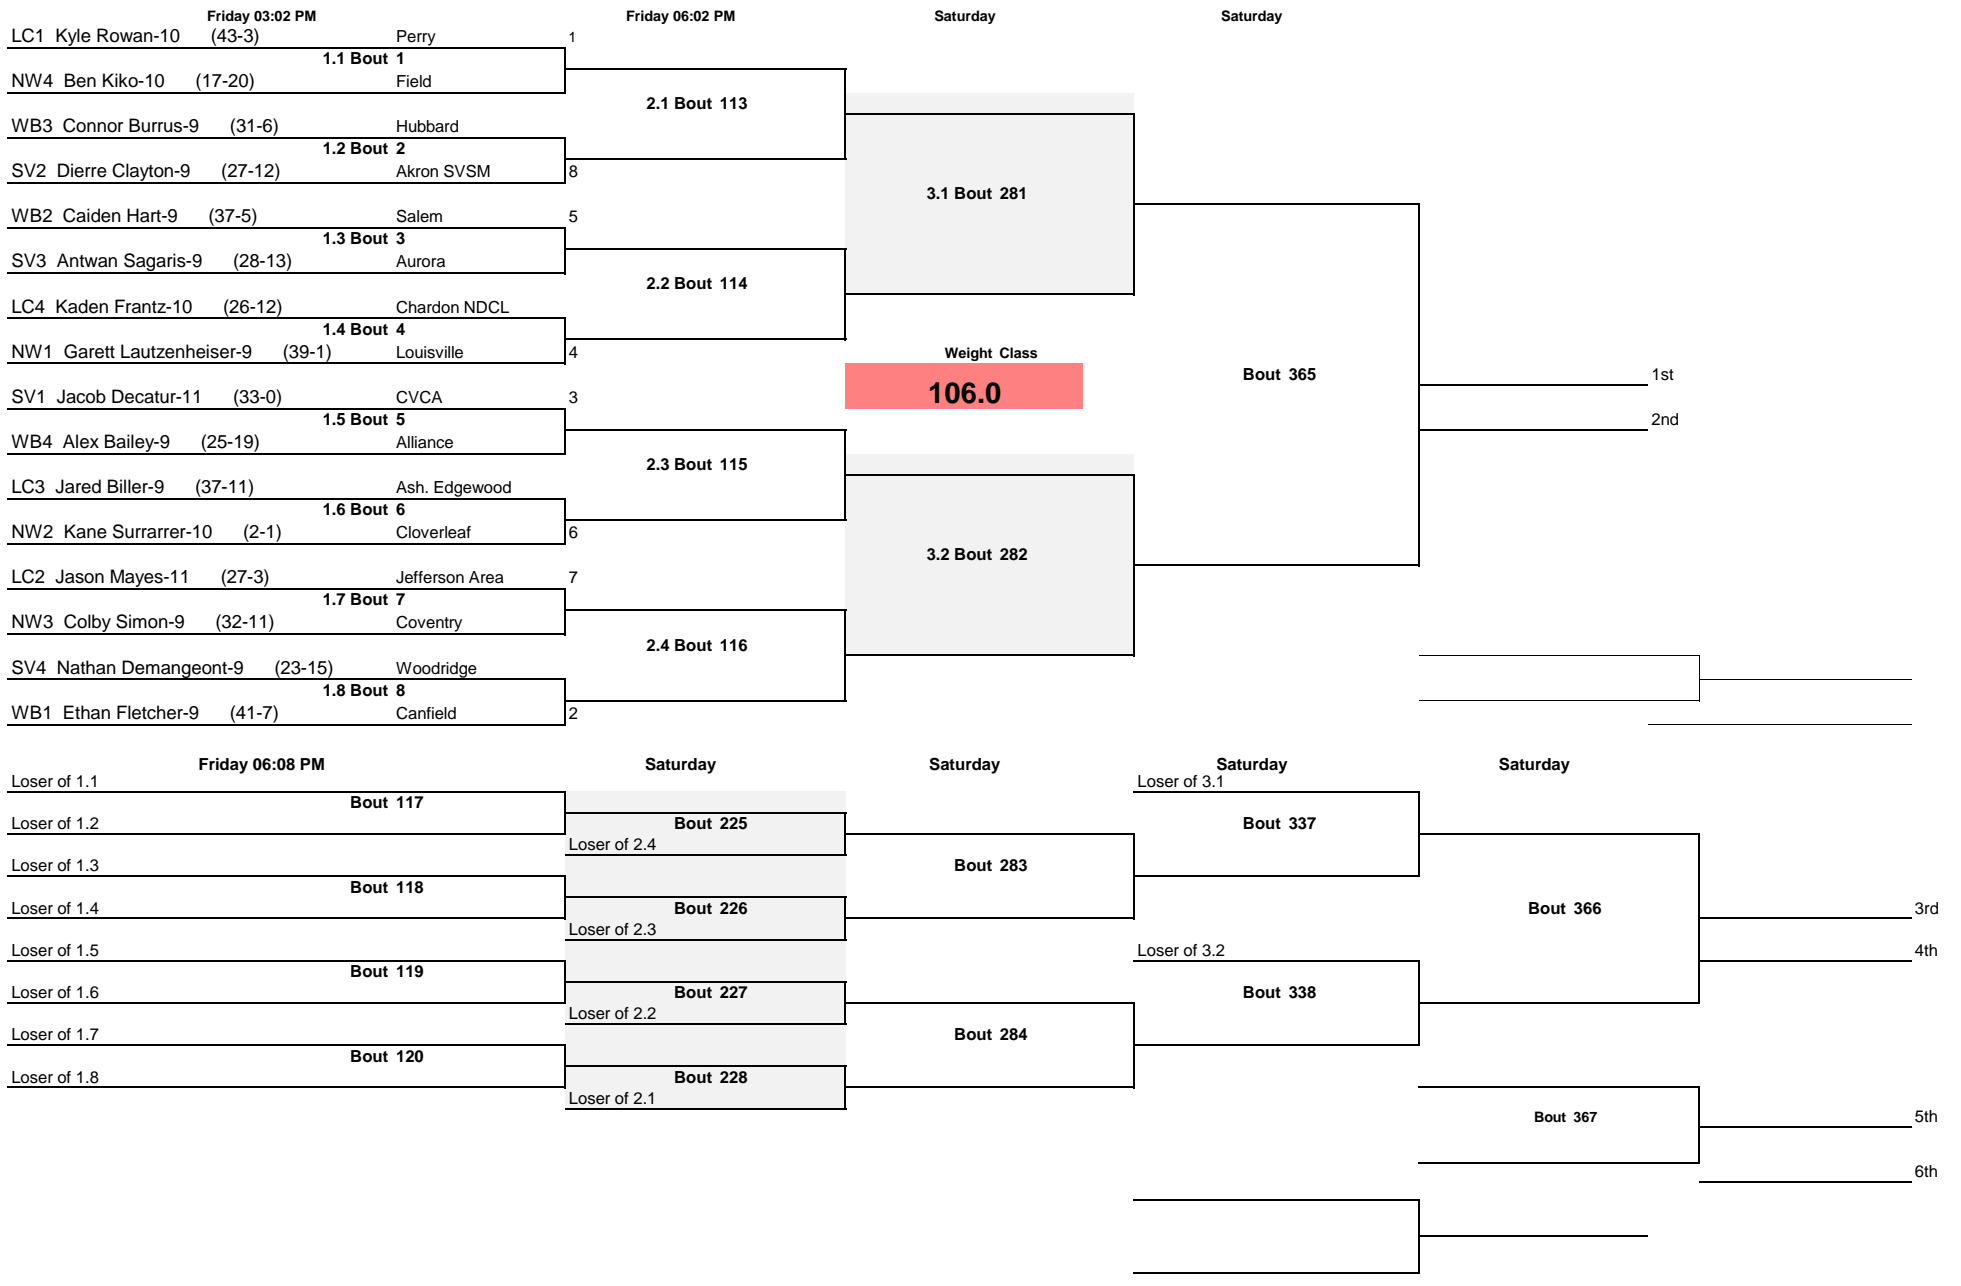 Friday 03:02 PM Friday 06:02 PM Saturday Saturday
LC1 Kyle Rowan-10 (43-3) Perry 1
1.1 Bout 1
NW4 Ben Kiko-10 (17-20) Field
2.1 Bout 113
WB3 Connor Burrus-9 (31-6) Hubbard
1.2 Bout 2
SV2 Dierre Clayton-9 (27-12) Akron SVSM 8
3.1 Bout 281
WB2 Caiden Hart-9 (37-5) Salem 5
1.3 Bout 3
SV3 Antwan Sagaris-9 (28-13) Aurora
2.2 Bout 114
LC4 Kaden Frantz-10 (26-12) Chardon NDCL
1.4 Bout 4
NW1 Garett Lautzenheiser-9 (39-1) Louisville 4 Weight Class
Bout 365 1st
SV1 Jacob Decatur-11 (33-0) CVCA 3 106.0
1.5 Bout 5 2nd
WB4 Alex Bailey-9 (25-19) Alliance
2.3 Bout 115
LC3 Jared Biller-9 (37-11) Ash. Edgewood
1.6 Bout 6
NW2 Kane Surrarrer-10 (2-1) Cloverleaf 6
3.2 Bout 282
LC2 Jason Mayes-11 (27-3) Jefferson Area 7
1.7 Bout 7
NW3 Colby Simon-9 (32-11) Coventry
2.4 Bout 116
SV4 Nathan Demangeont-9 (23-15) Woodridge
1.8 Bout 8
WB1 Ethan Fletcher-9 (41-7) Canfield 2
Friday 06:08 PM Saturday Saturday Saturday Saturday
Loser of 1.1 Loser of 3.1
Bout 117
Loser of 1.2 Bout 225 Bout 337
Loser of 2.4
Loser of 1.3 Bout 283
Bout 118
Loser of 1.4 Bout 226 Bout 366 3rd
Loser of 2.3
Loser of 1.5 Loser of 3.2 4th
Bout 119
Loser of 1.6 Bout 227 Bout 338
Loser of 2.2
Loser of 1.7 Bout 284
Bout 120
Loser of 1.8 Bout 228
Loser of 2.1
Bout 367 5th
6th